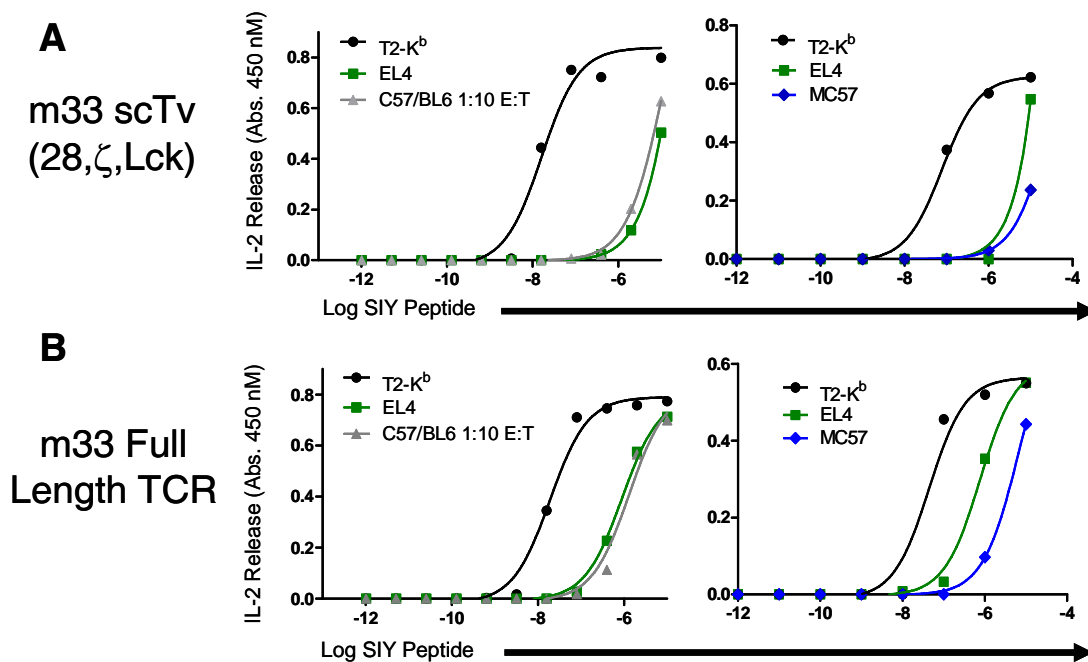 A
m33 scTv
(28,ζ,Lck)
IL-2 Release (Abs. 450 nM)
T2-Kᵇ
EL4
C57/BL6 1:10 E:T
0.8
0.6
0.4
0.2
0.0
-12
-10
-8
-6
T2-Kᵇ
EL4
MC57
0.8
0.6
0.4
0.2
0.0
-12
-10
-8
-6
-4
Log SIY Peptide
B
m33 Full
Length TCR
IL-2 Release (Abs. 450 nM)
T2-Kᵇ
EL4
C57/BL6 1:10 E:T
0.8
0.6
0.4
0.2
0.0
-12
-10
-8
-6
T2-Kᵇ
EL4
MC57
0.6
0.4
0.2
0.0
-12
-10
-8
-6
-4
Log SIY Peptide